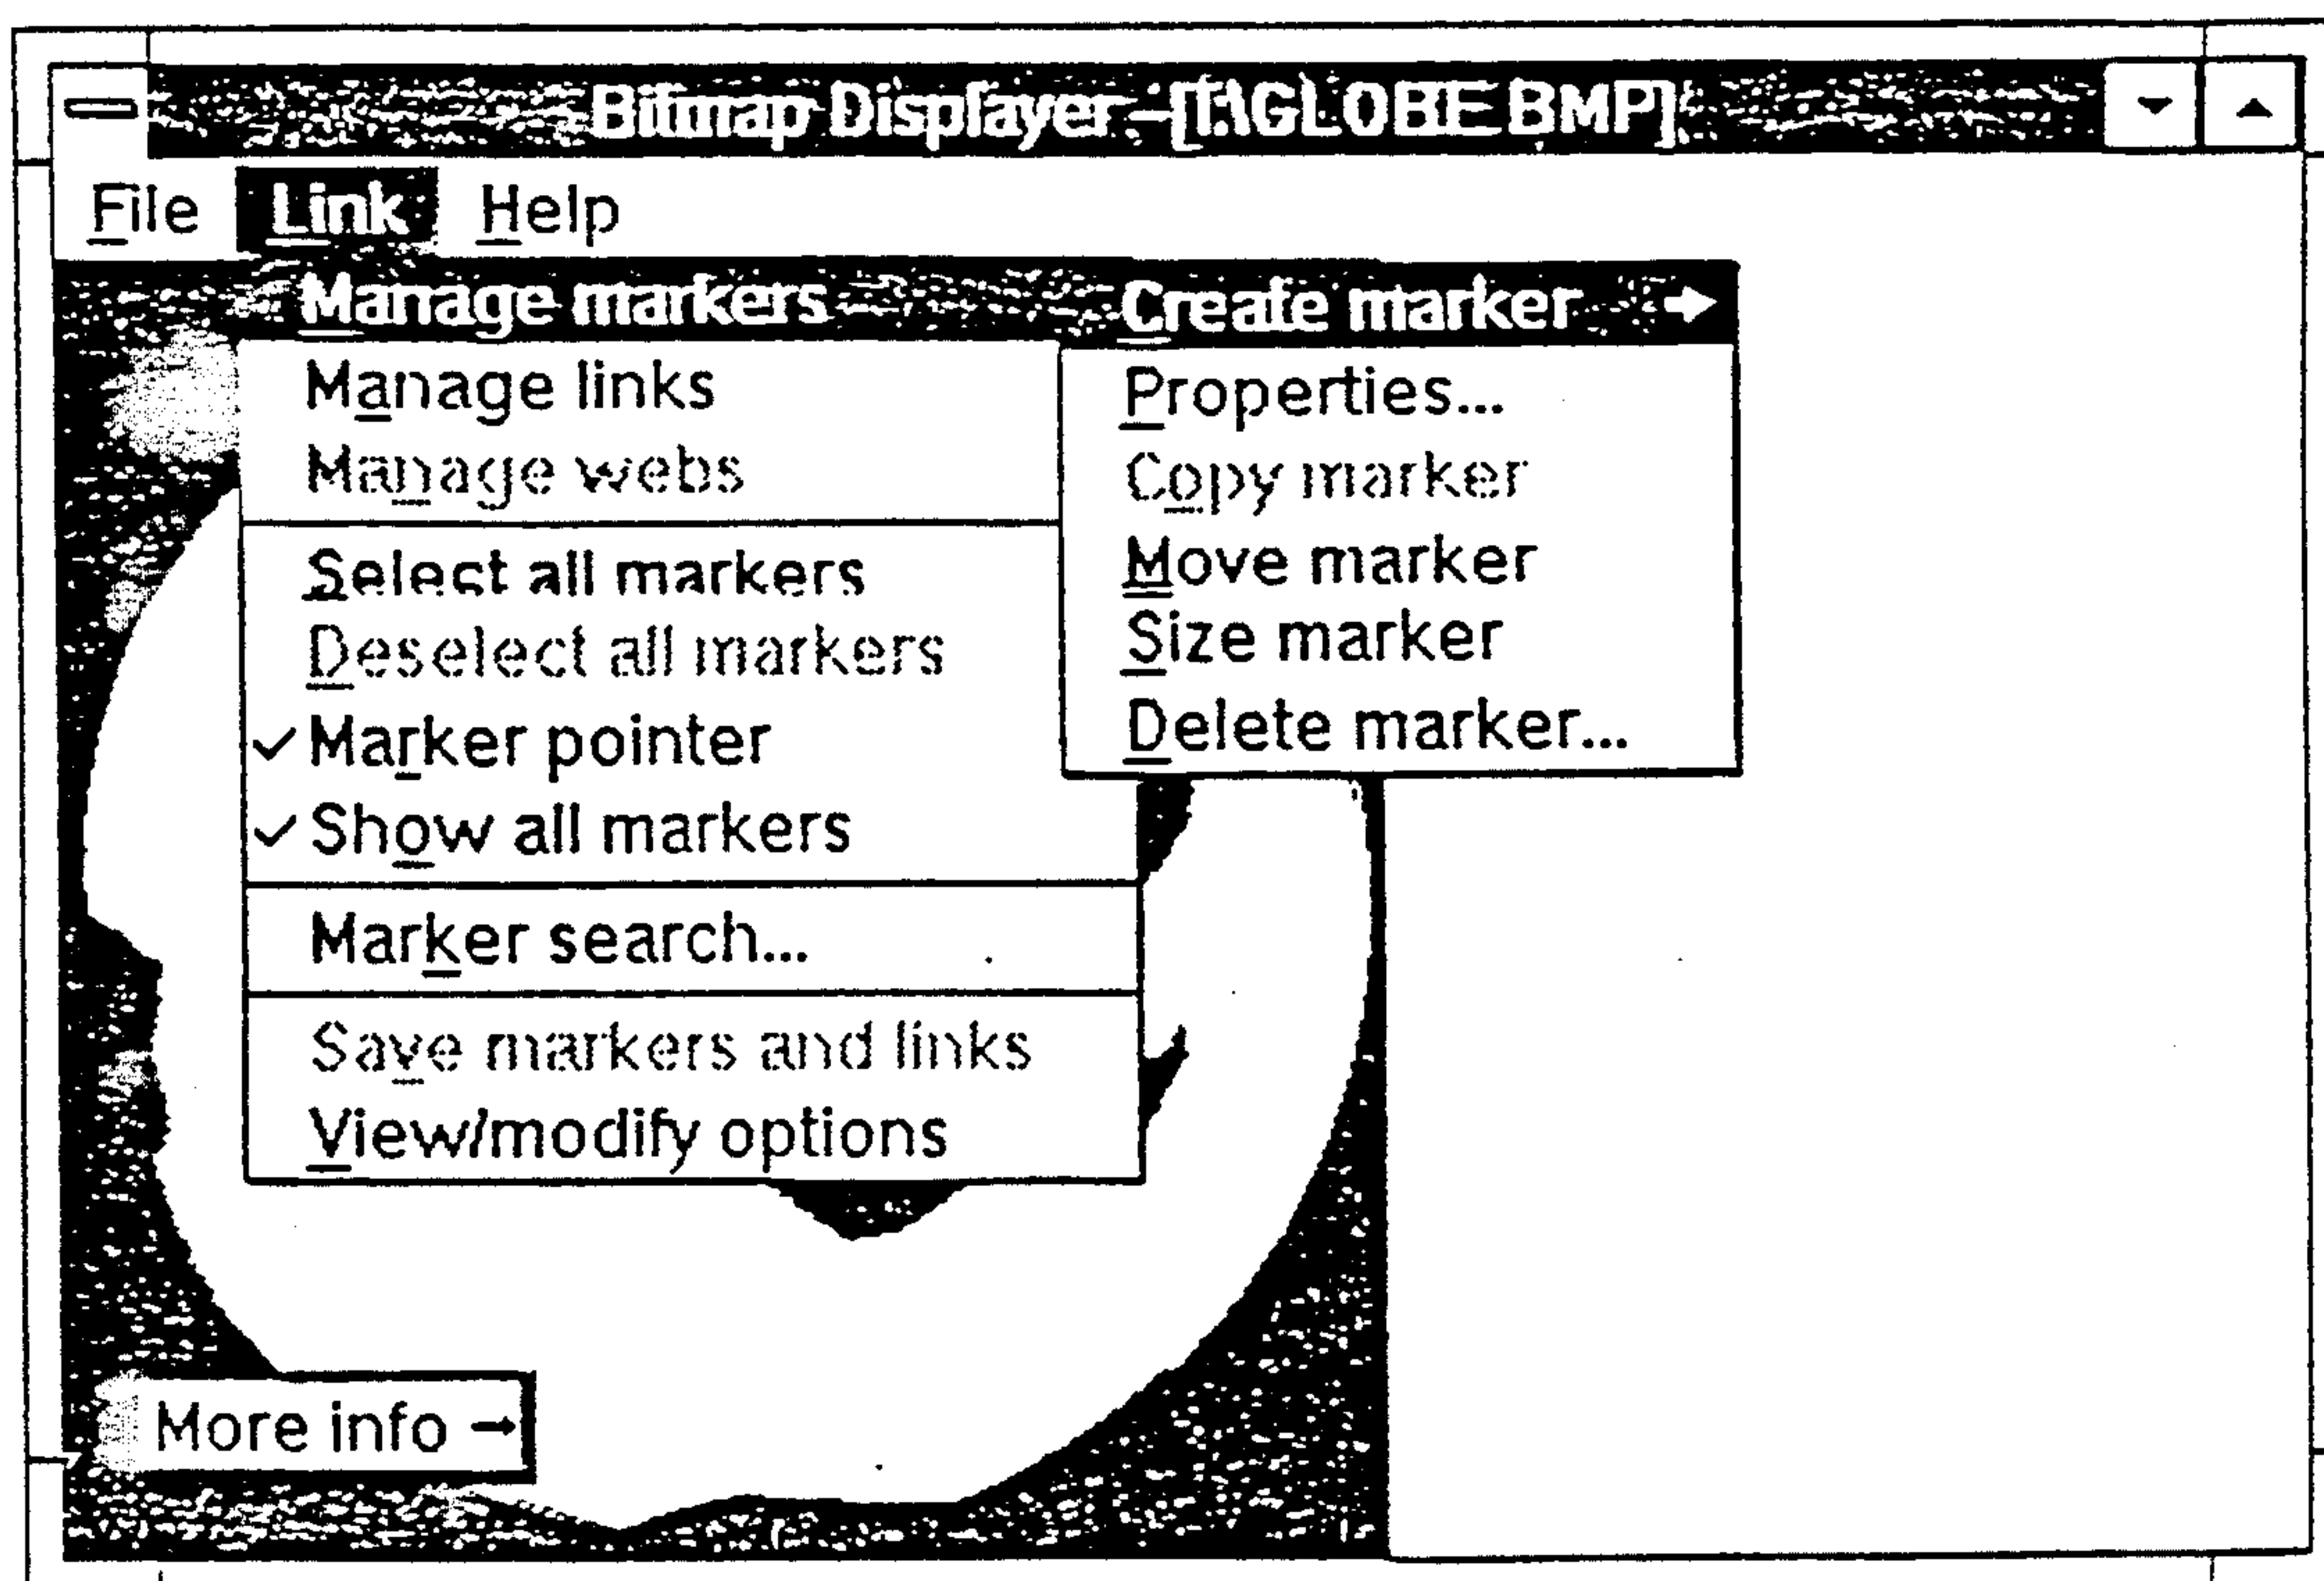 Bitmap Displayer - [T:\GLOBE.BMP]
File Link Help
Manage markers
Manage links
Manage webs
Select all markers
Deselect all markers
✓ Marker pointer
✓ Show all markers
Marker search...
Save markers and links
View/modify options
Create marker →
Properties...
Copy marker
Move marker
Size marker
Delete marker...
More info →